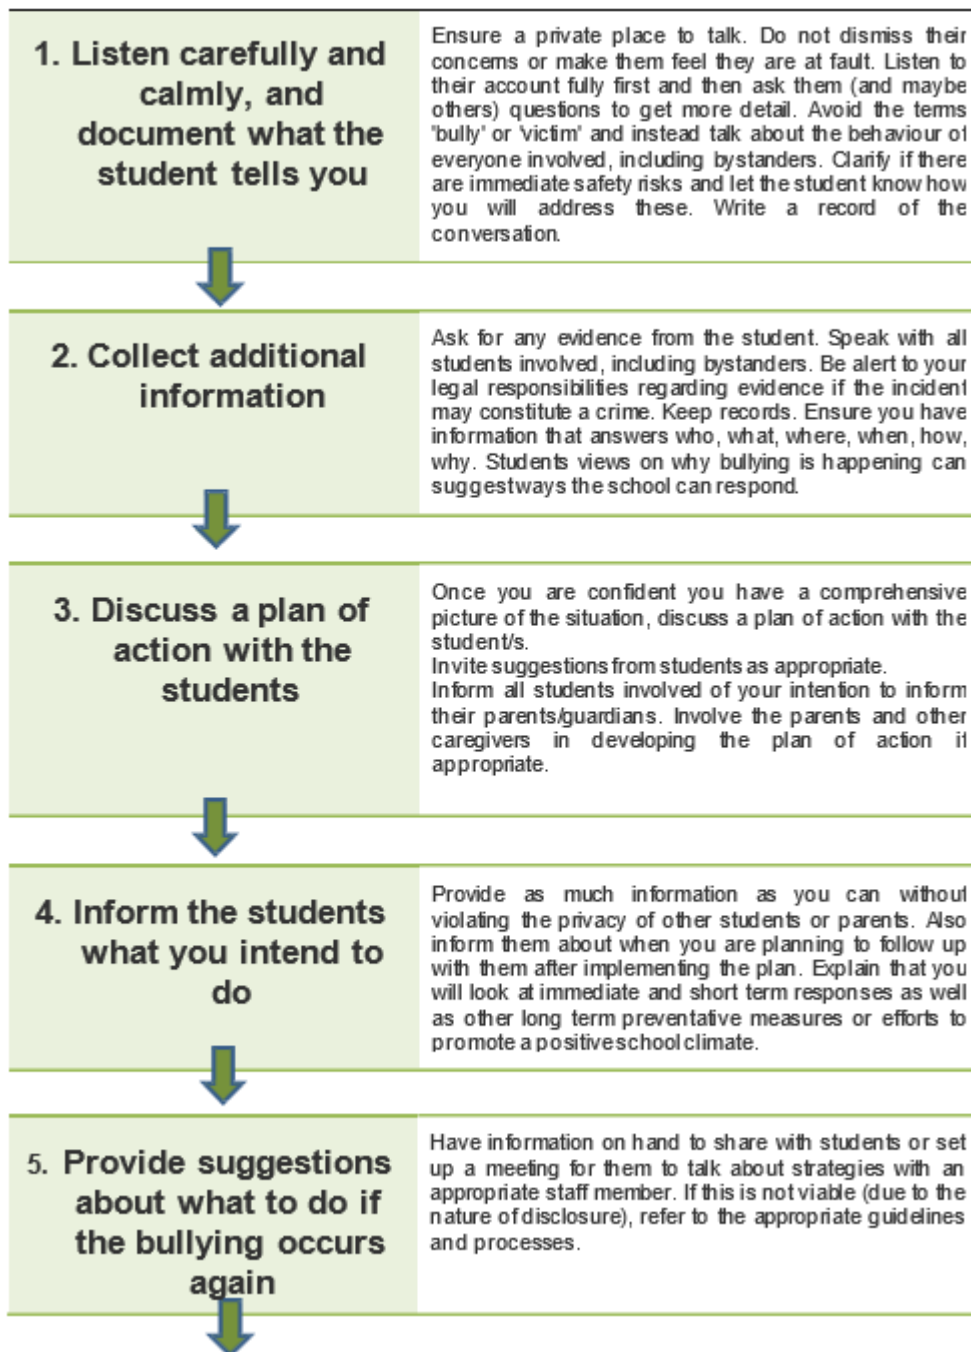 1. Listen carefully and
calmly, and
document what the
student tells you
Ensure a private place to talk. Do not dismiss their
concerns or make them feel they are at fault. Listen to
their account fully first and then ask them (and maybe
others) questions to get more detail. Avoid the terms
'bully' or 'victim' and instead talk about the behaviour of
everyone involved, including bystanders. Clarify if there
are immediate safety risks and let the student know how
you will address these. Write a record of the
conversation.
2. Collect additional
information
Ask for any evidence from the student. Speak with all
students involved, including bystanders. Be alert to your
legal responsibilities regarding evidence if the incident
may constitute a crime. Keep records. Ensure you have
information that answers who, what, where, when, how,
why. Students views on why bullying is happening can
suggest ways the school can respond.
3. Discuss a plan of
action with the
students
Once you are confident you have a comprehensive
picture of the situation, discuss a plan of action with the
student/s.
Invite suggestions from students as appropriate.
Inform all students involved of your intention to inform
their parents/guardians. Involve the parents and other
caregivers in developing the plan of action if
appropriate.
4. Inform the students
what you intend to
do
Provide as much information as you can without
violating the privacy of other students or parents. Also
inform them about when you are planning to follow up
with them after implementing the plan. Explain that you
will look at immediate and short term responses as well
as other long term preventative measures or efforts to
promote a positive school climate.
5. Provide suggestions
about what to do if
the bullying occurs
again
Have information on hand to share with students or set
up a meeting for them to talk about strategies with an
appropriate staff member. If this is not viable (due to the
nature of disclosure), refer to the appropriate guidelines
and processes.